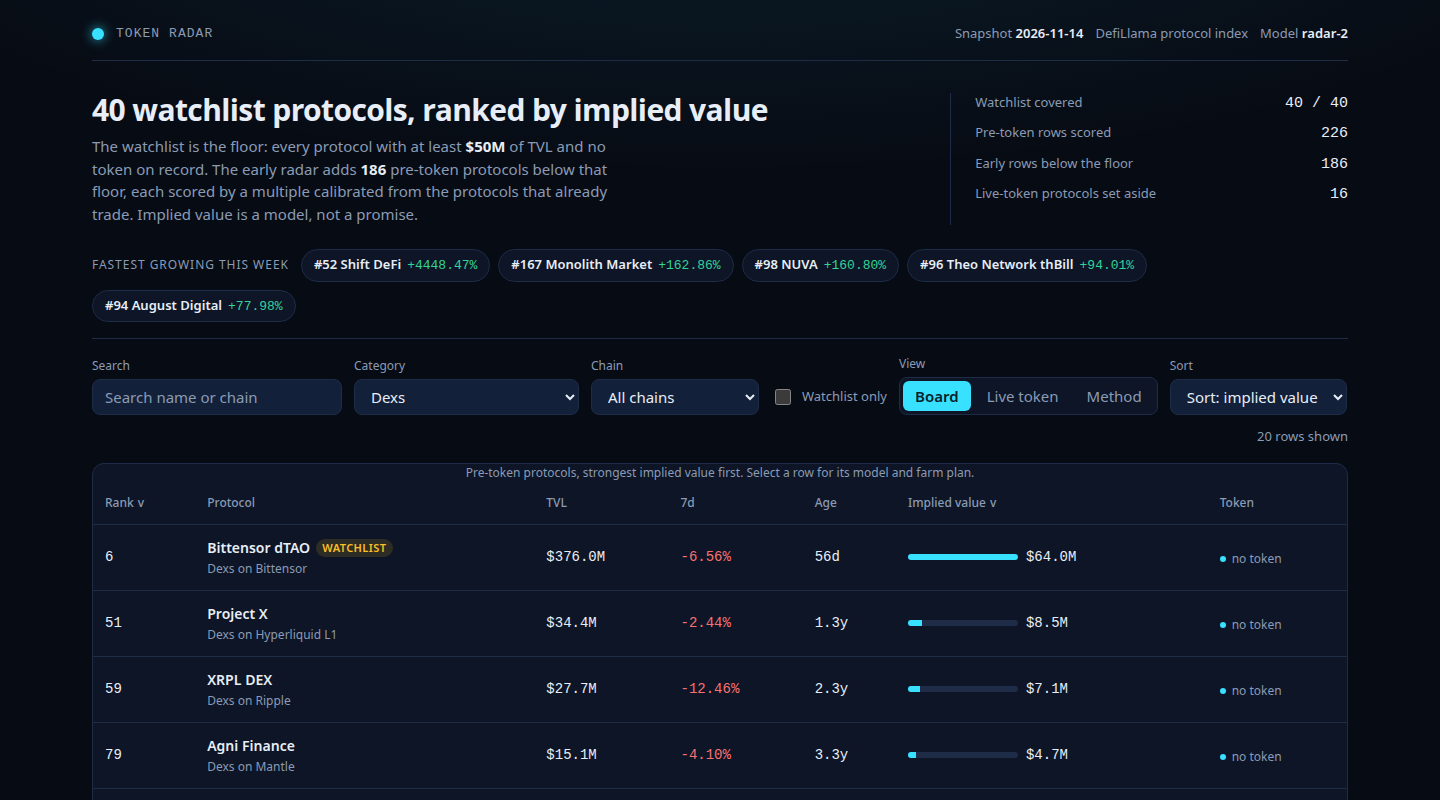 TOKEN RADAR
Snapshot 2026-11-14 DefiLlama protocol index Model radar-2
40 watchlist protocols, ranked by implied value
The watchlist is the floor: every protocol with at least $50M of TVL and no
token on record. The early radar adds 186 pre-token protocols below that
floor, each scored by a multiple calibrated from the protocols that already
trade. Implied value is a model, not a promise.
Watchlist covered 40 / 40
Pre-token rows scored 226
Early rows below the floor 186
Live-token protocols set aside 16
FASTEST GROWING THIS WEEK #52 Shift DeFi +4448.47% #167 Monolith Market +162.86% #98 NUVA +160.80% #96 Theo Network thBill +94.01%
#94 August Digital +77.98%
Search Category Chain View Sort
Search name or chain Dexs All chains Watchlist only Board Live token Method Sort: implied value
20 rows shown
Pre-token protocols, strongest implied value first. Select a row for its model and farm plan.
Rank v Protocol TVL 7d Age Implied value v Token
6 Bittensor dTAO WATCHLIST $376.0M -6.56% 56d $64.0M no token
Dexs on Bittensor
51 Project X $34.4M -2.44% 1.3y $8.5M no token
Dexs on Hyperliquid L1
59 XRPL DEX $27.7M -12.46% 2.3y $7.1M no token
Dexs on Ripple
79 Agni Finance $15.1M -4.10% 3.3y $4.7M no token
Dexs on Mantle